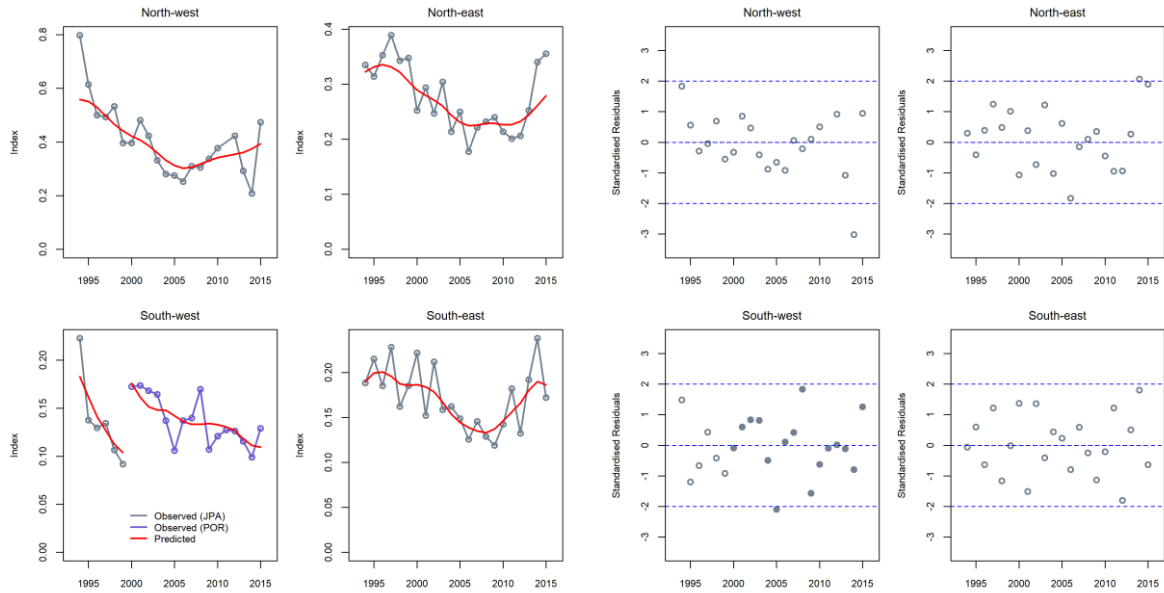 North-west
Index
0.0
0.2
0.4
0.6
0.8
1995 2000 2005 2010 2015
North-east
Index
0.0
0.1
0.2
0.3
0.4
1995 2000 2005 2010 2015
North-west
Standardised Residuals
-3 -2 -1 0 1 2 3
1995 2000 2005 2010 2015
North-east
Standardised Residuals
-3 -2 -1 0 1 2 3
1995 2000 2005 2010 2015
South-west
Index
0.00
0.05
0.10
0.15
0.20
Observed (JPA)
Observed (POR)
Predicted
1995 2000 2005 2010 2015
South-east
Index
0.00
0.05
0.10
0.15
0.20
1995 2000 2005 2010 2015
South-west
Standardised Residuals
-3 -2 -1 0 1 2 3
1995 2000 2005 2010 2015
South-east
Standardised Residuals
-3 -2 -1 0 1 2 3
1995 2000 2005 2010 2015